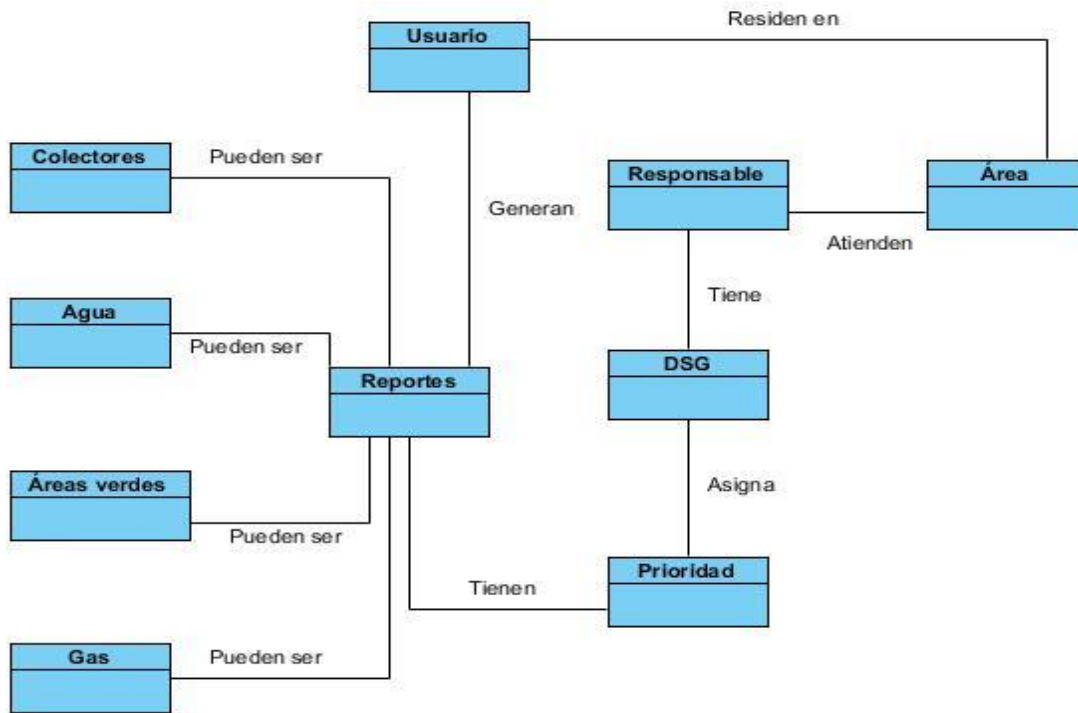 Residen en
Usuario
Colectores
Pueden ser
Responsable
Área
Generan
Atienden
Tiene
Agua
Pueden ser
DSG
Reportes
Áreas verdes
Asigna
Pueden ser
Prioridad
Tienen
Gas
Pueden ser